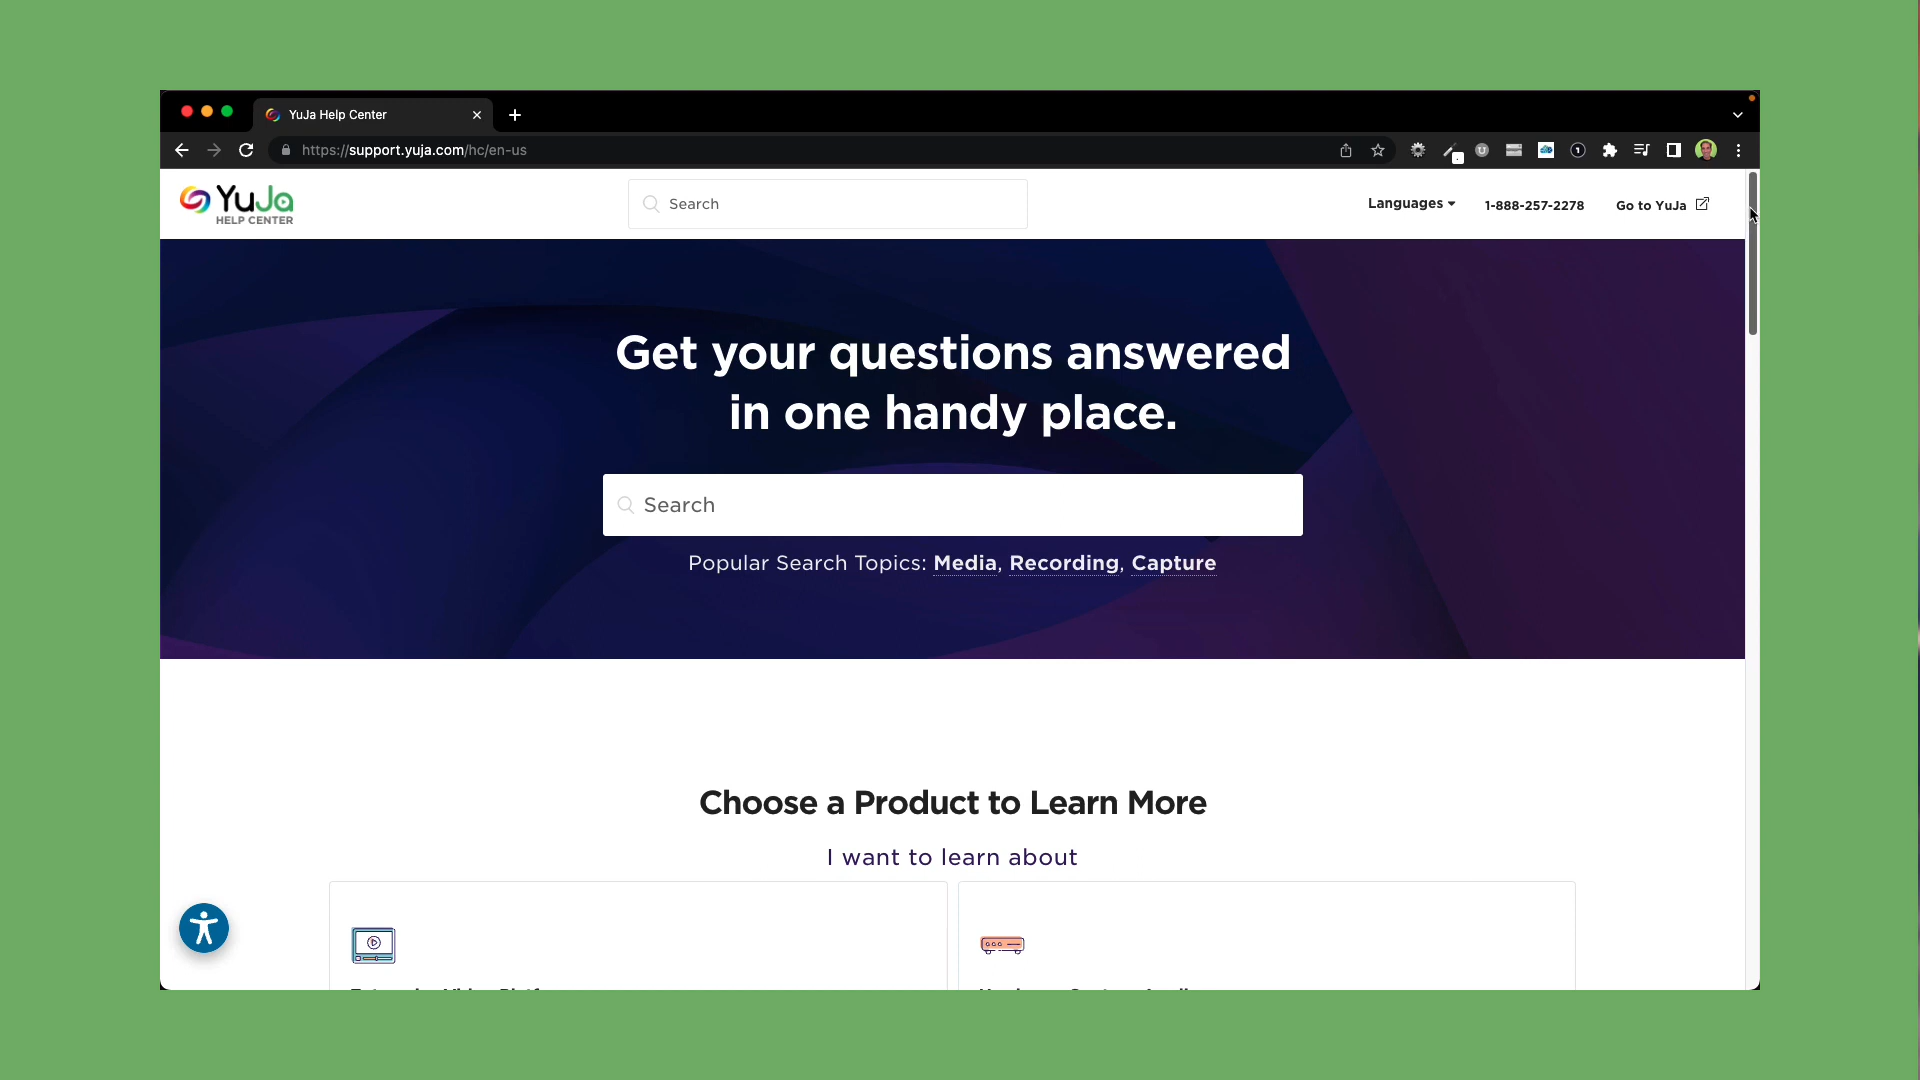 YuJa Help Center
https://support.yuja.com/hc/en-us
YuJa
HELP CENTER
Search
Languages
1-888-257-2278
Go to YuJa
Get your questions answered
in one handy place.
Search
Popular Search Topics: Media, Recording, Capture
Choose a Product to Learn More
I want to learn about